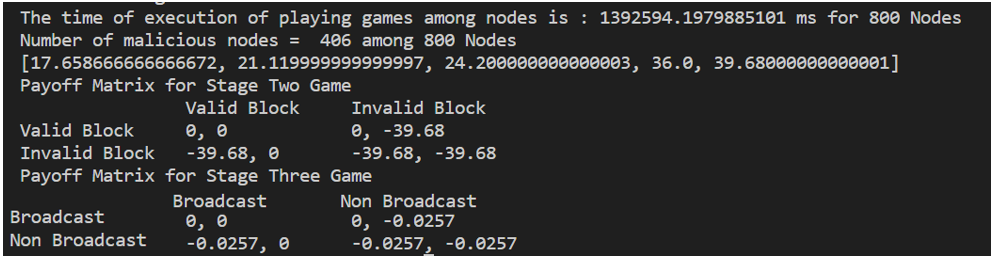 The time of execution of playing games among nodes is : 1392594.1979885101 ms for 800 Nodes
Number of malicious nodes =  406 among 800 Nodes
[17.658666666666672, 21.119999999999997, 24.200000000000003, 36.0, 39.68000000000001]
Payoff Matrix for Stage Two Game
Valid Block     Invalid Block
Valid Block     0, 0            0, -39.68
Invalid Block   -39.68, 0       -39.68, -39.68
Payoff Matrix for Stage Three Game
Broadcast       Non Broadcast
Broadcast       0, 0            0, -0.0257
Non Broadcast   -0.0257, 0      -0.0257, -0.0257